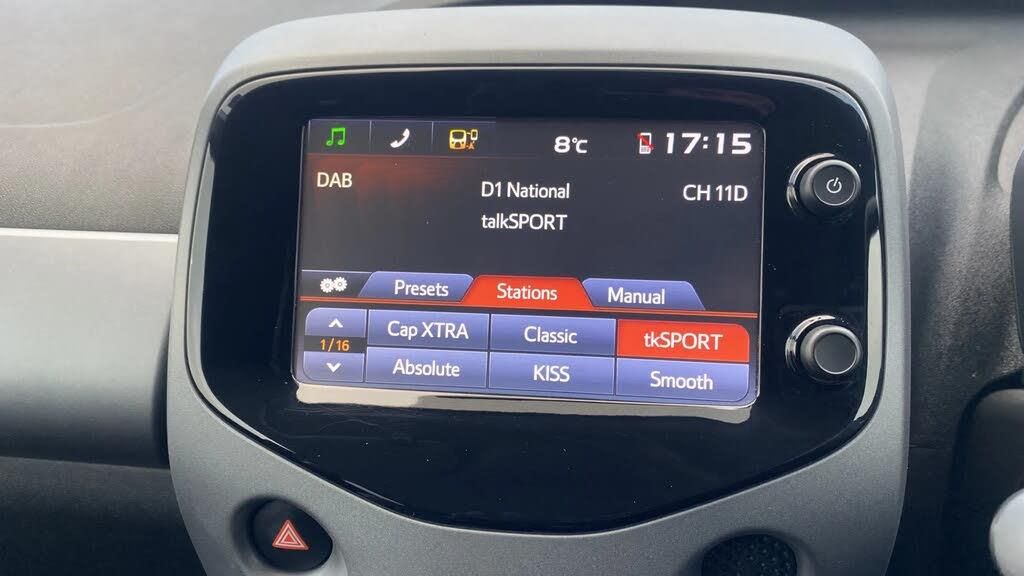 8°C 17:15
DAB D1 National CH 11D
talkSPORT
Presets Stations Manual
Cap XTRA Classic tkSPORT
1/16
Absolute KISS Smooth